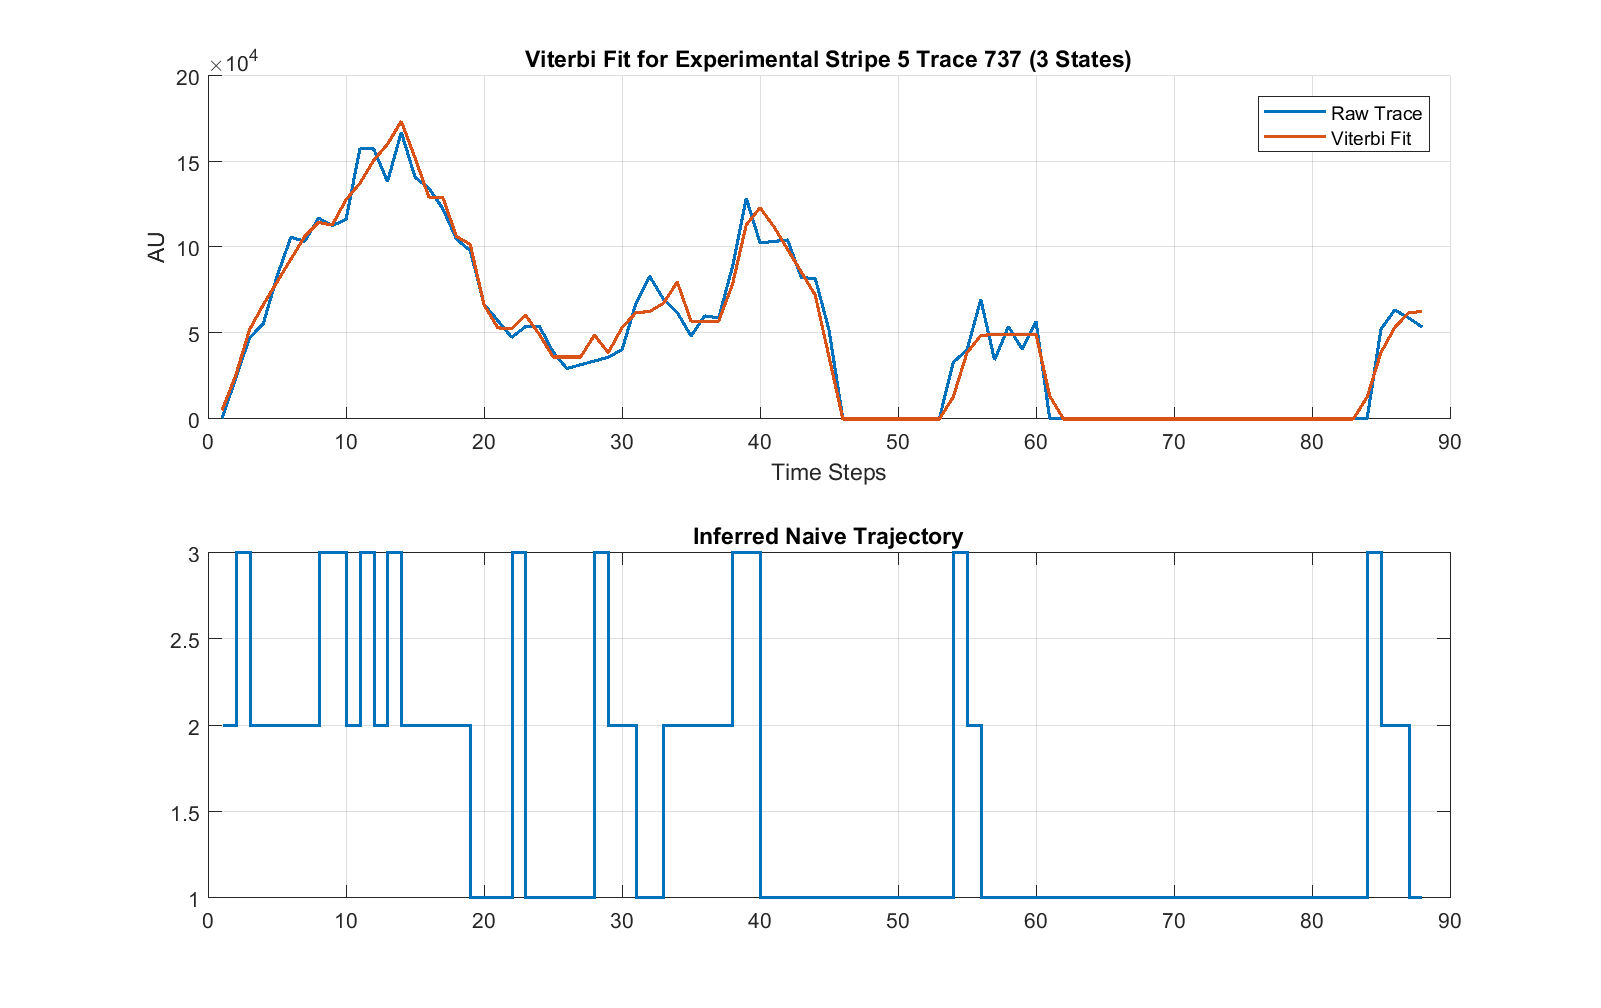 Viterbi Fit for Experimental Stripe 5 Trace 737 (3 States)
×10⁴
20
15
10
5
0
AU
Raw Trace
Viterbi Fit
0 10 20 30 40 50 60 70 80 90
Time Steps
Inferred Naive Trajectory
3
2.5
2
1.5
1
0 10 20 30 40 50 60 70 80 90